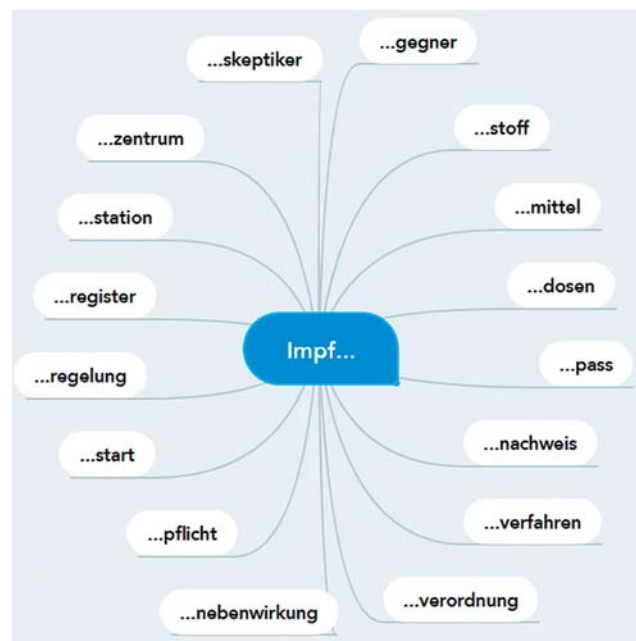 ...skeptiker
...gegner
...zentrum
...stoff
...station
...mittel
...register
...dosen
Impf...
...regelung
...pass
...start
...nachweis
...pflicht
...verfahren
...nebenwirkung
...verordnung